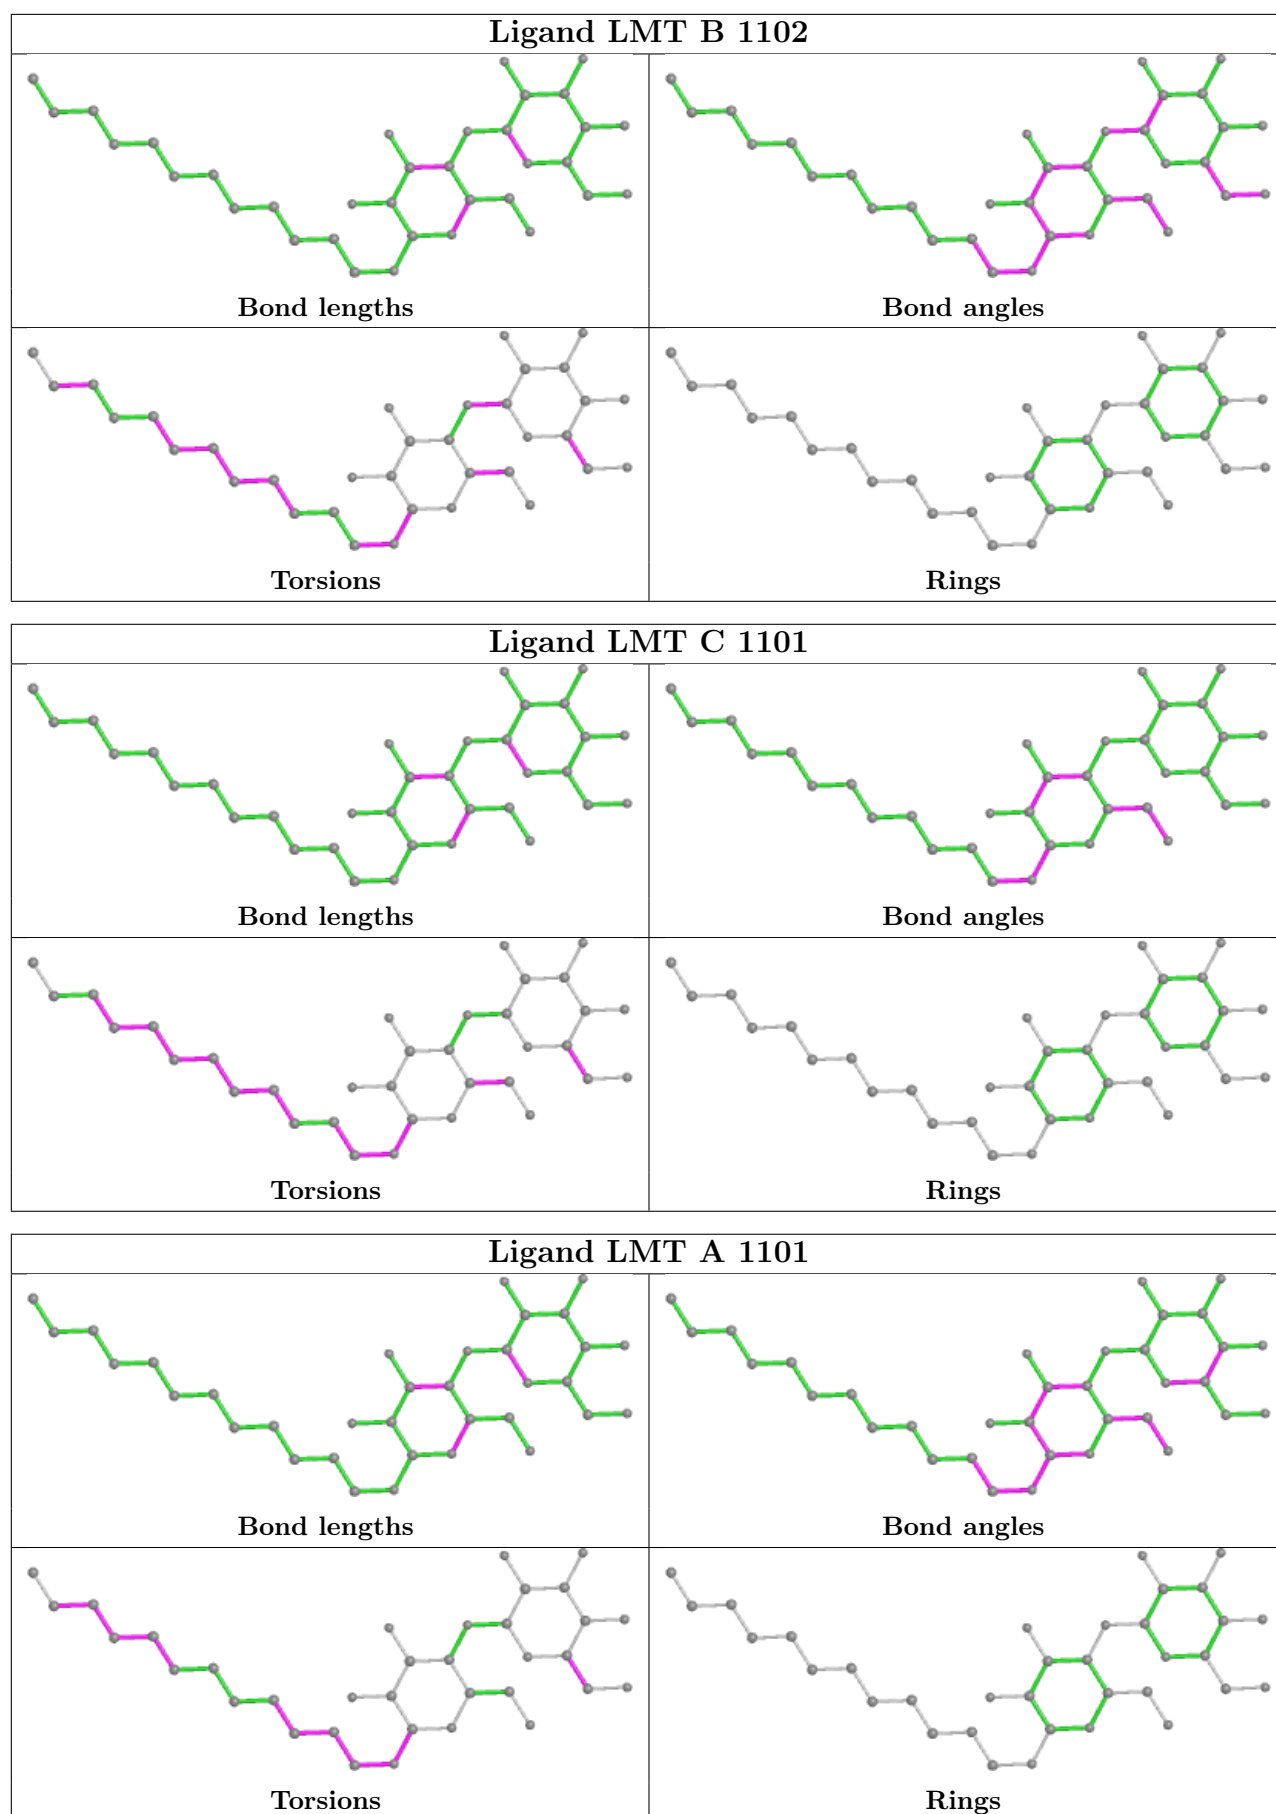 Ligand LMT B 1102
Bond lengths
Bond angles
Torsions
Rings
Ligand LMT C 1101
Bond lengths
Bond angles
Torsions
Rings
Ligand LMT A 1101
Bond lengths
Bond angles
Torsions
Rings